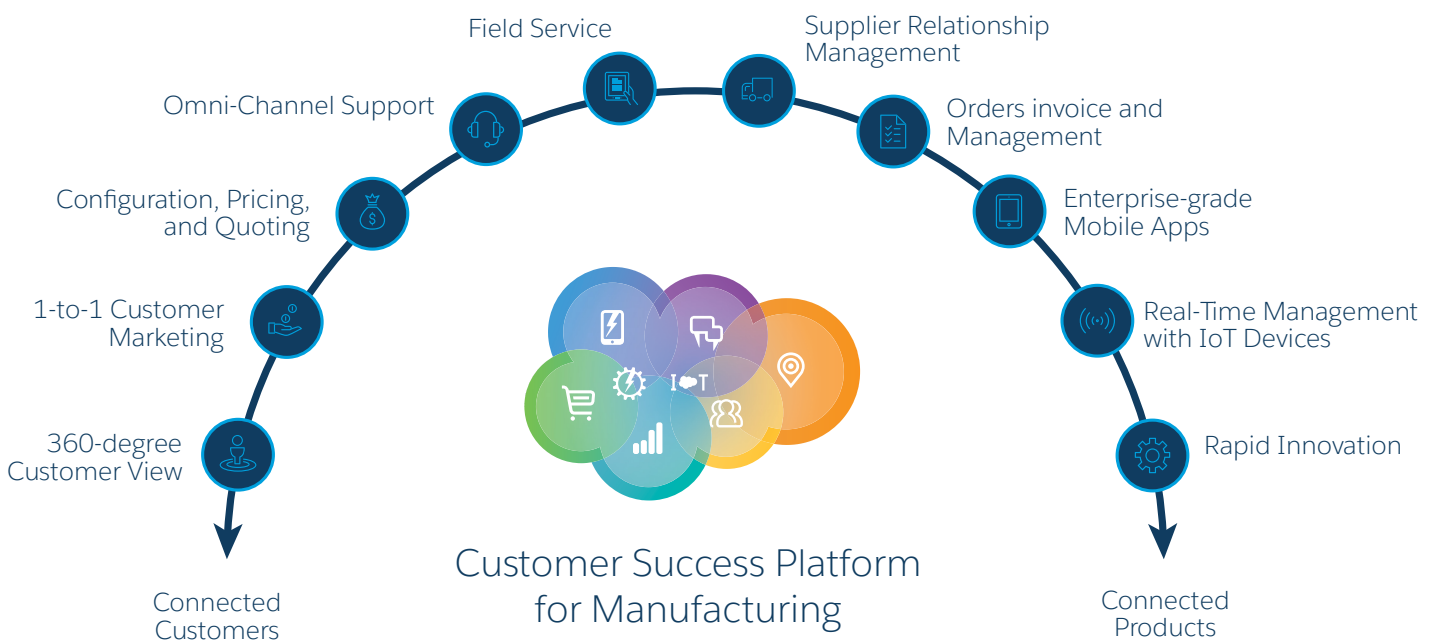 Field Service
Supplier Relationship
Management
Omni-Channel Support
Orders invoice and
Management
Configuration, Pricing,
and Quoting
Enterprise-grade
Mobile Apps
1-to-1 Customer
Marketing
Real-Time Management
with IoT Devices
IoT
360-degree
Customer View
Rapid Innovation
Customer Success Platform
for Manufacturing
Connected
Customers
Connected
Products